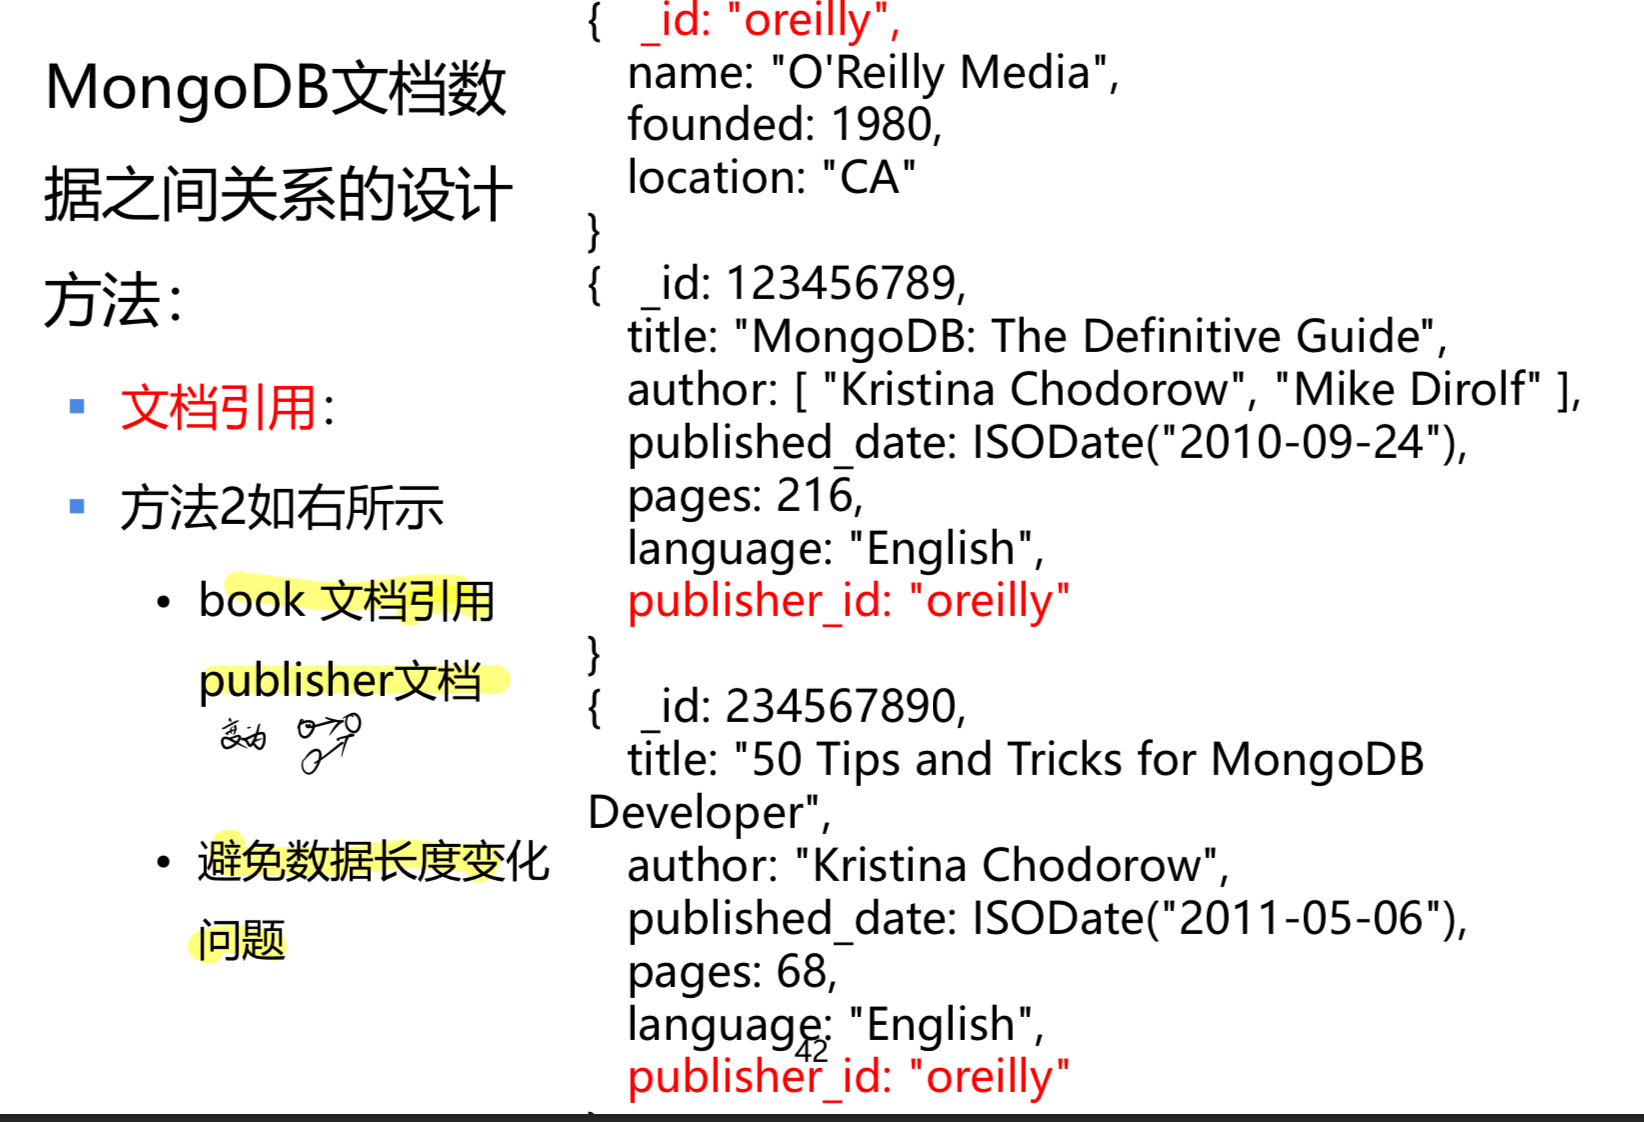 MongoDB文档数
据之间关系的设计
方法：
文档引用：
方法2如右所示
• book 文档引用
publisher文档
变动
• 避免数据长度变化
问题
{ _id: "oreilly",
name: "O'Reilly Media",
founded: 1980,
location: "CA"
}
{ _id: 123456789,
title: "MongoDB: The Definitive Guide",
author: [ "Kristina Chodorow", "Mike Dirolf" ],
published_date: ISODate("2010-09-24"),
pages: 216,
language: "English",
publisher_id: "oreilly"
}
{ _id: 234567890,
title: "50 Tips and Tricks for MongoDB
Developer",
author: "Kristina Chodorow",
published_date: ISODate("2011-05-06"),
pages: 68,
language: "English",
42
publisher_id: "oreilly"